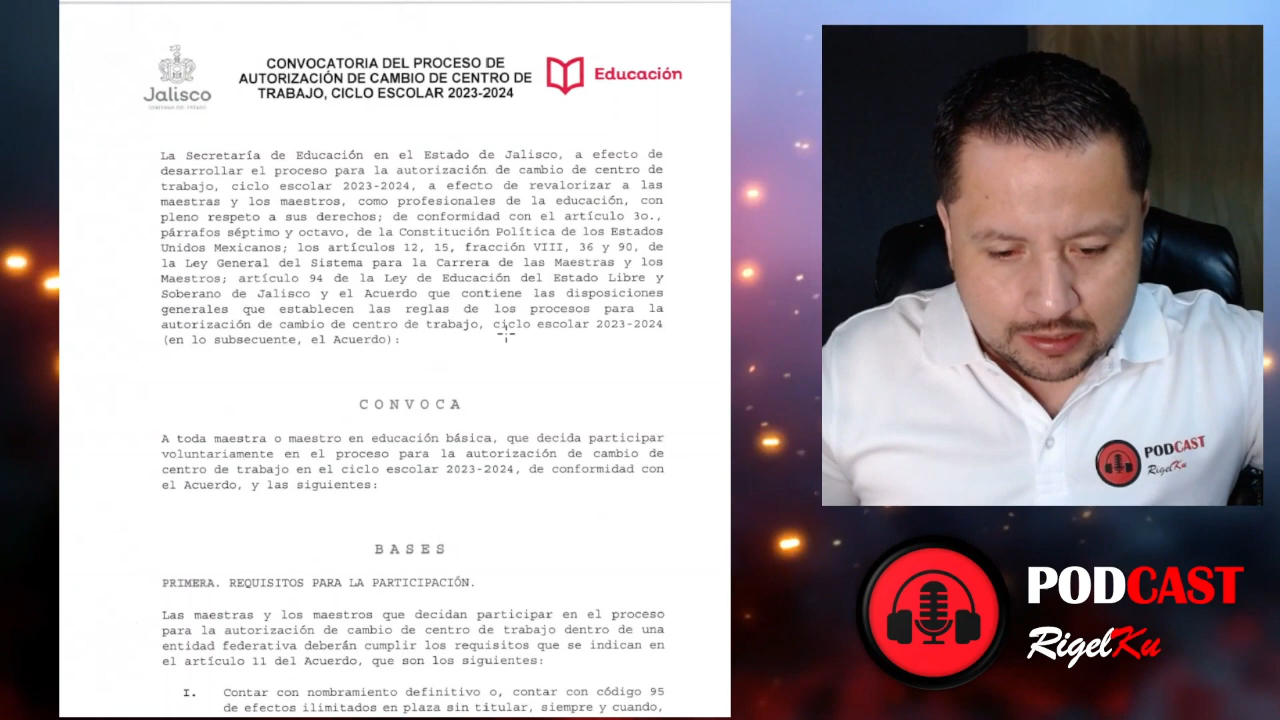 Jalisco
CONVOCATORIA DEL PROCESO DE
AUTORIZACIÓN DE CAMBIO DE CENTRO DE
TRABAJO, CICLO ESCOLAR 2023-2024
Educación
La Secretaría de Educación en el Estado de Jalisco, a efecto de
desarrollar el proceso para la autorización de cambio de centro de
trabajo, ciclo escolar 2023-2024, a efecto de revalorizar a las
maestras y los maestros, como profesionales de la educación, con
pleno respeto a sus derechos; de conformidad con el artículo 3o.,
párrafos séptimo y octavo, de la Constitución Política de los Estados
Unidos Mexicanos; los artículos 12, 15, fracción VIII, 36 y 90, de
la Ley General del Sistema para la Carrera de las Maestras y los
Maestros; artículo 94 de la Ley de Educación del Estado Libre y
Soberano de Jalisco y el Acuerdo que contiene las disposiciones
generales que establecen las reglas de los procesos para la
autorización de cambio de centro de trabajo, ciclo escolar 2023-2024
(en lo subsecuente, el Acuerdo):
C O N V O C A
A toda maestra o maestro en educación básica, que decida participar
voluntariamente en el proceso para la autorización de cambio de
centro de trabajo en el ciclo escolar 2023-2024, de conformidad con
el Acuerdo, y las siguientes:
B A S E S
PRIMERA. REQUISITOS PARA LA PARTICIPACIÓN.
Las maestras y los maestros que decidan participar en el proceso
para la autorización de cambio de centro de trabajo dentro de una
entidad federativa deberán cumplir los requisitos que se indican en
el artículo 11 del Acuerdo, que son los siguientes:
I. Contar con nombramiento definitivo o, contar con código 95
de efectos ilimitados en plaza sin titular, siempre y cuando,
PODCAST
RigelKu
PODCAST
RigelKu